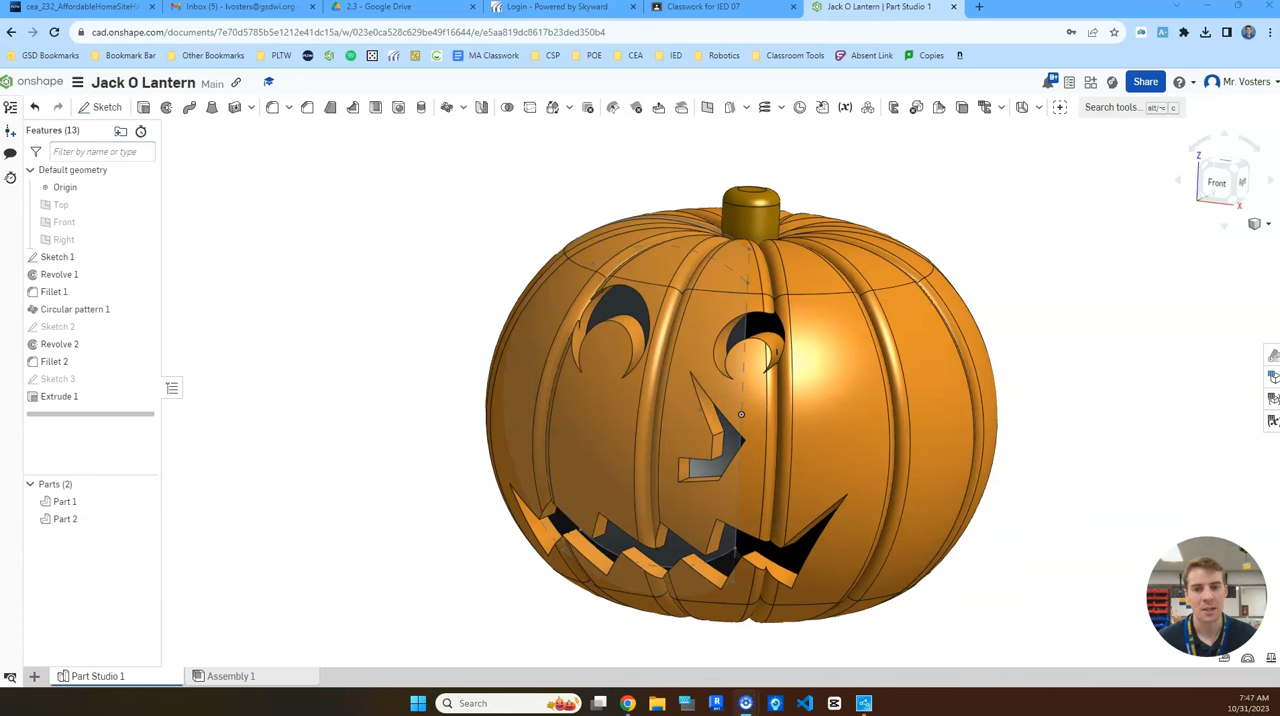 cea_232_AffordableHomeSiteH
Inbox (5) - lvosters@gsdwi.org
2.3 - Google Drive
Login - Powered by Skyward
Classwork for IED 07
Jack O Lantern | Part Studio 1
cad.onshape.com/documents/7e70d5785b5e1212e41dc15a/w/023e0ca528c629be49f16644/e/e5aa819dc8617b23ded350b4
GSD Bookmarks
Bookmark Bar
Other Bookmarks
PLTW
MA Classwork
CSP
POE
CEA
IED
Robotics
Classroom Tools
Absent Link
Copies
onshape
Jack O Lantern
Main
Share
Mr. Vosters
Sketch
Search tools...
alt/⌥ c
Features (13)
Filter by name or type
Default geometry
Origin
Top
Front
Right
Sketch 1
Revolve 1
Fillet 1
Circular pattern 1
Sketch 2
Revolve 2
Fillet 2
Sketch 3
Extrude 1
Parts (2)
Part 1
Part 2
Z
Front
X
Part Studio 1
Assembly 1
Search
7:47 AM
10/31/2023